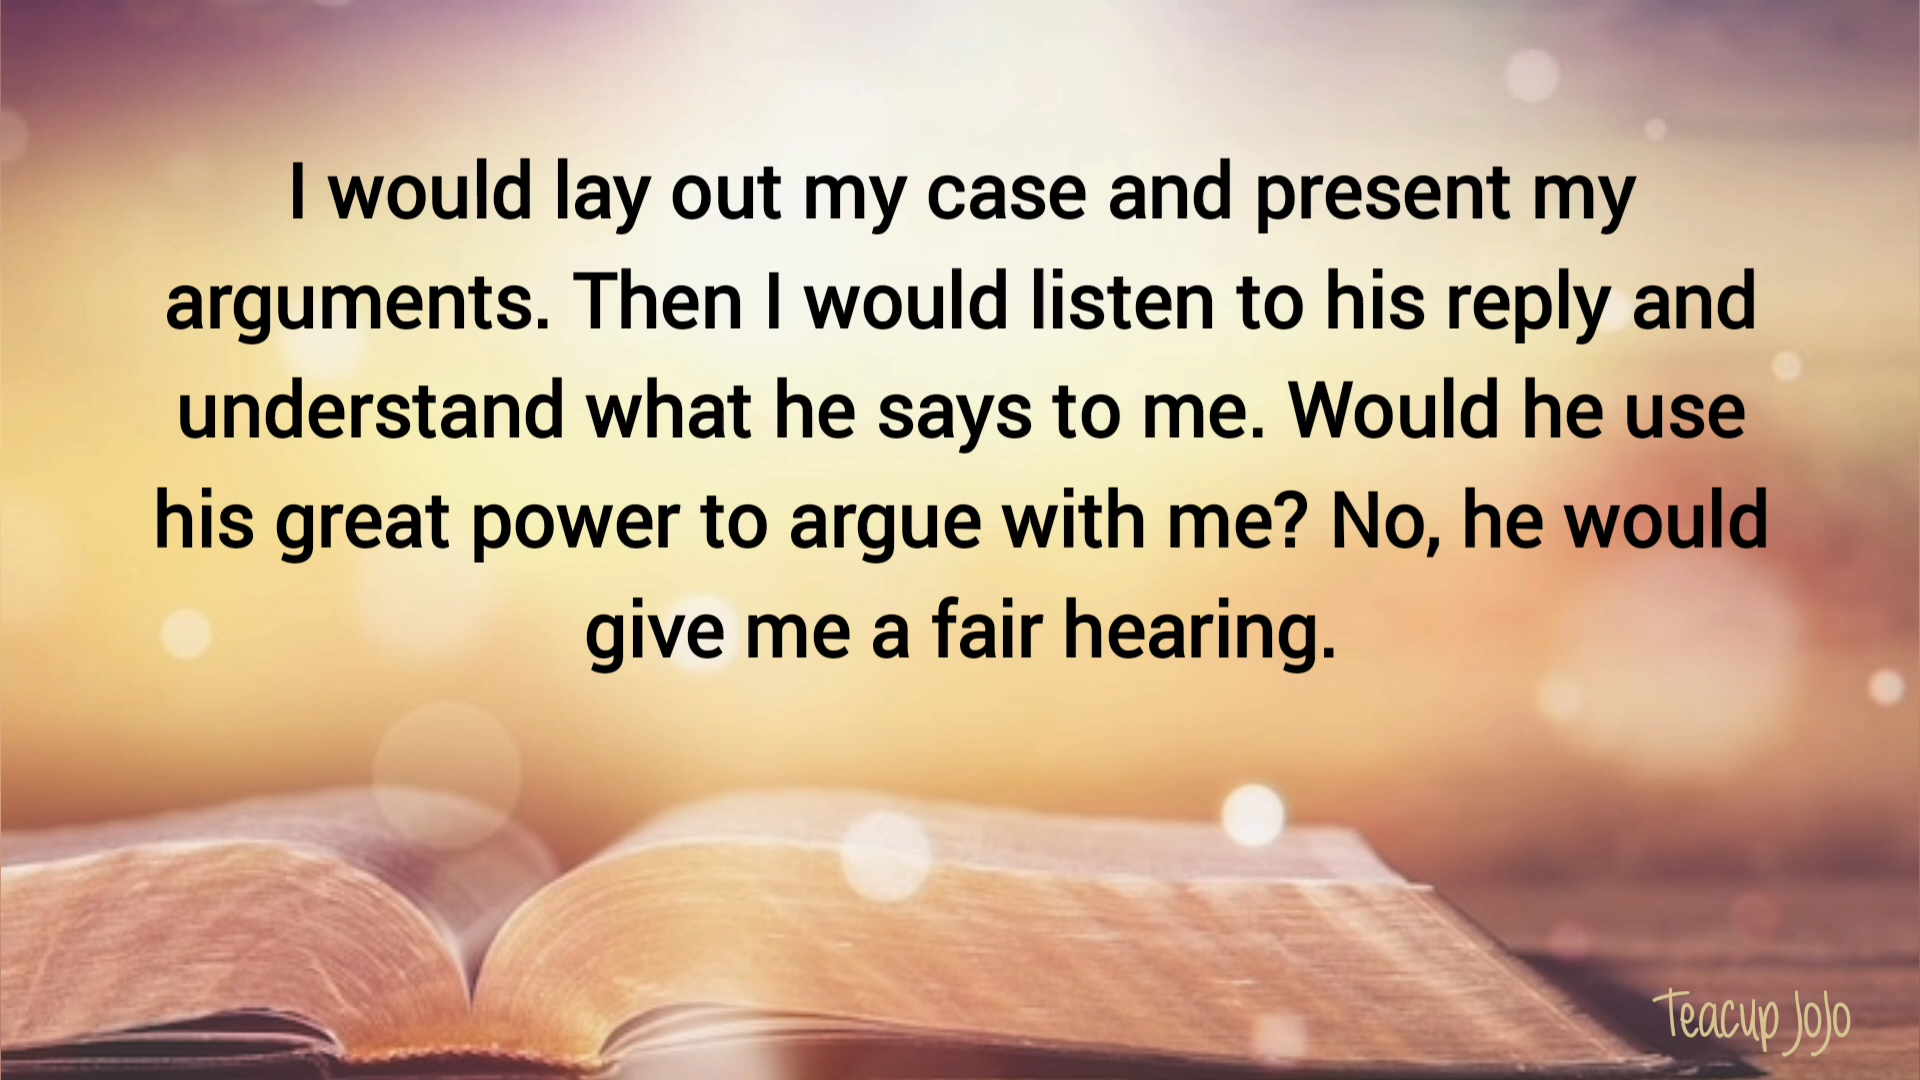 I would lay out my case and present my
arguments. Then I would listen to his reply and
understand what he says to me. Would he use
his great power to argue with me? No, he would
give me a fair hearing.
Teacup JoJo